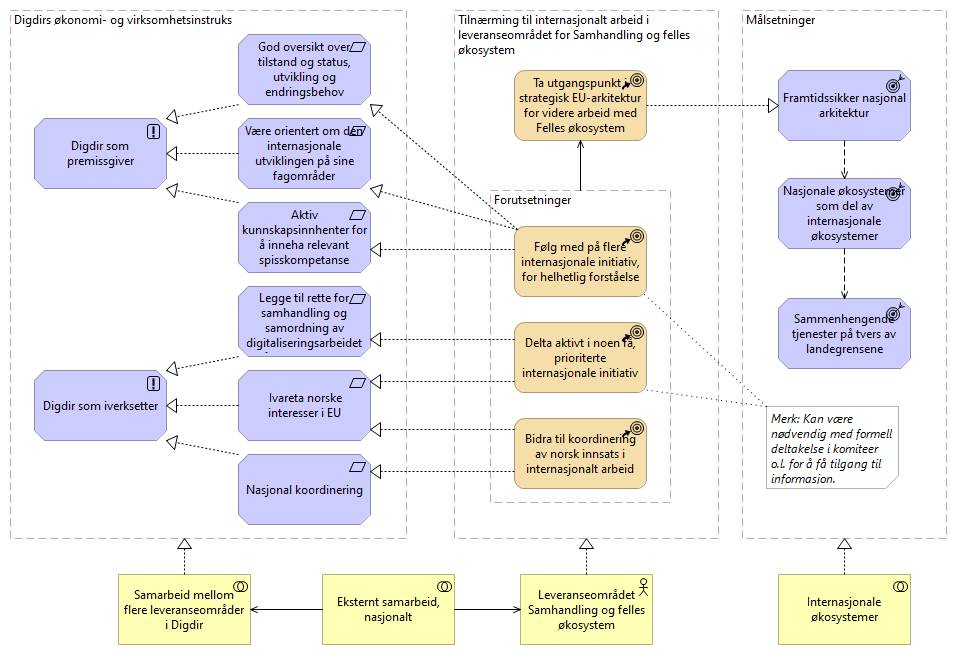 Digdirs økonomi- og virksomhetsinstruks
God oversikt over
tilstand og status,
utvikling og
endringsbehov
Være orientert om den
internasjonale
utviklingen på sine
fagområder
Aktiv
kunnskapsinnhenter for
å inneha relevant
spisskompetanse
Digdir som
premissgiver
Legge til rette for
samhandling og
samordning av
digitaliseringsarbeidet
Ivareta norske
interesser i EU
Nasjonal koordinering
Digdir som iverksetter
Tilnærming til internasjonalt arbeid i
leveranseområdet for Samhandling og felles
økosystem
Ta utgangspunkt i
strategisk EU-arkitektur
for videre arbeid med
Felles økosystem
Forutsetninger
Følg med på flere
internasjonale initiativ,
for helhetlig forståelse
Delta aktivt i noen få,
prioriterte
internasjonale initiativ
Bidra til koordinering
av norsk innsats i
internasjonalt arbeid
Målsetninger
Framtidssikker nasjonal
arkitektur
Nasjonale økosystemer
som del av
internasjonale
økosystemer
Sammenhengende
tjenester på tvers av
landegrensene
Merk: Kan være
nødvendig med formell
deltakelse i komiteer
o.l. for å få tilgang til
informasjon.
Samarbeid mellom
flere leveranseområder
i Digdir
Eksternt samarbeid,
nasjonalt
Leveranseområdet
Samhandling og felles
økosystem
Internasjonale
økosystemer